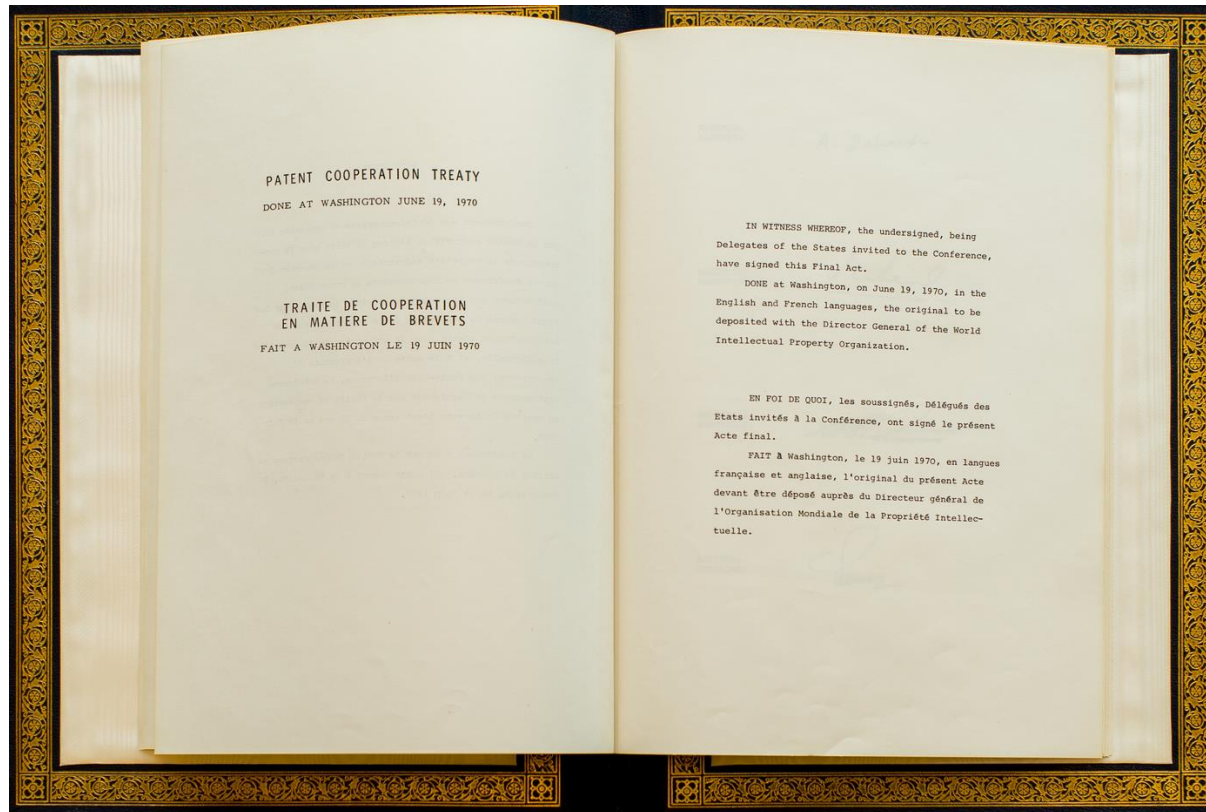 PATENT COOPERATION TREATY
DONE AT WASHINGTON JUNE 19, 1970
TRAITE DE COOPERATION
EN MATIERE DE BREVETS
FAIT A WASHINGTON LE 19 JUIN 1970
IN WITNESS WHEREOF, the undersigned, being
Delegates of the States invited to the Conference,
have signed this Final Act.
DONE at Washington, on June 19, 1970, in the
English and French languages, the original to be
deposited with the Director General of the World
Intellectual Property Organization.
EN FOI DE QUOI, les soussignés, Délégués des
Etats invités à la Conférence, ont signé le présent
Acte final.
FAIT à Washington, le 19 juin 1970, en langues
française et anglaise, l'original du présent Acte
devant être déposé auprès du Directeur général de
l'Organisation Mondiale de la Propriété Intellec-
tuelle.